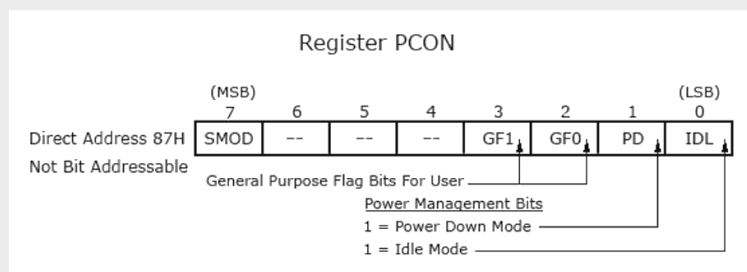 Register PCON
(MSB) (LSB)
7 6 5 4 3 2 1 0
Direct Address 87H SMOD -- -- -- GF1 GF0 PD IDL
Not Bit Addressable
General Purpose Flag Bits For User
Power Management Bits
1 = Power Down Mode
1 = Idle Mode